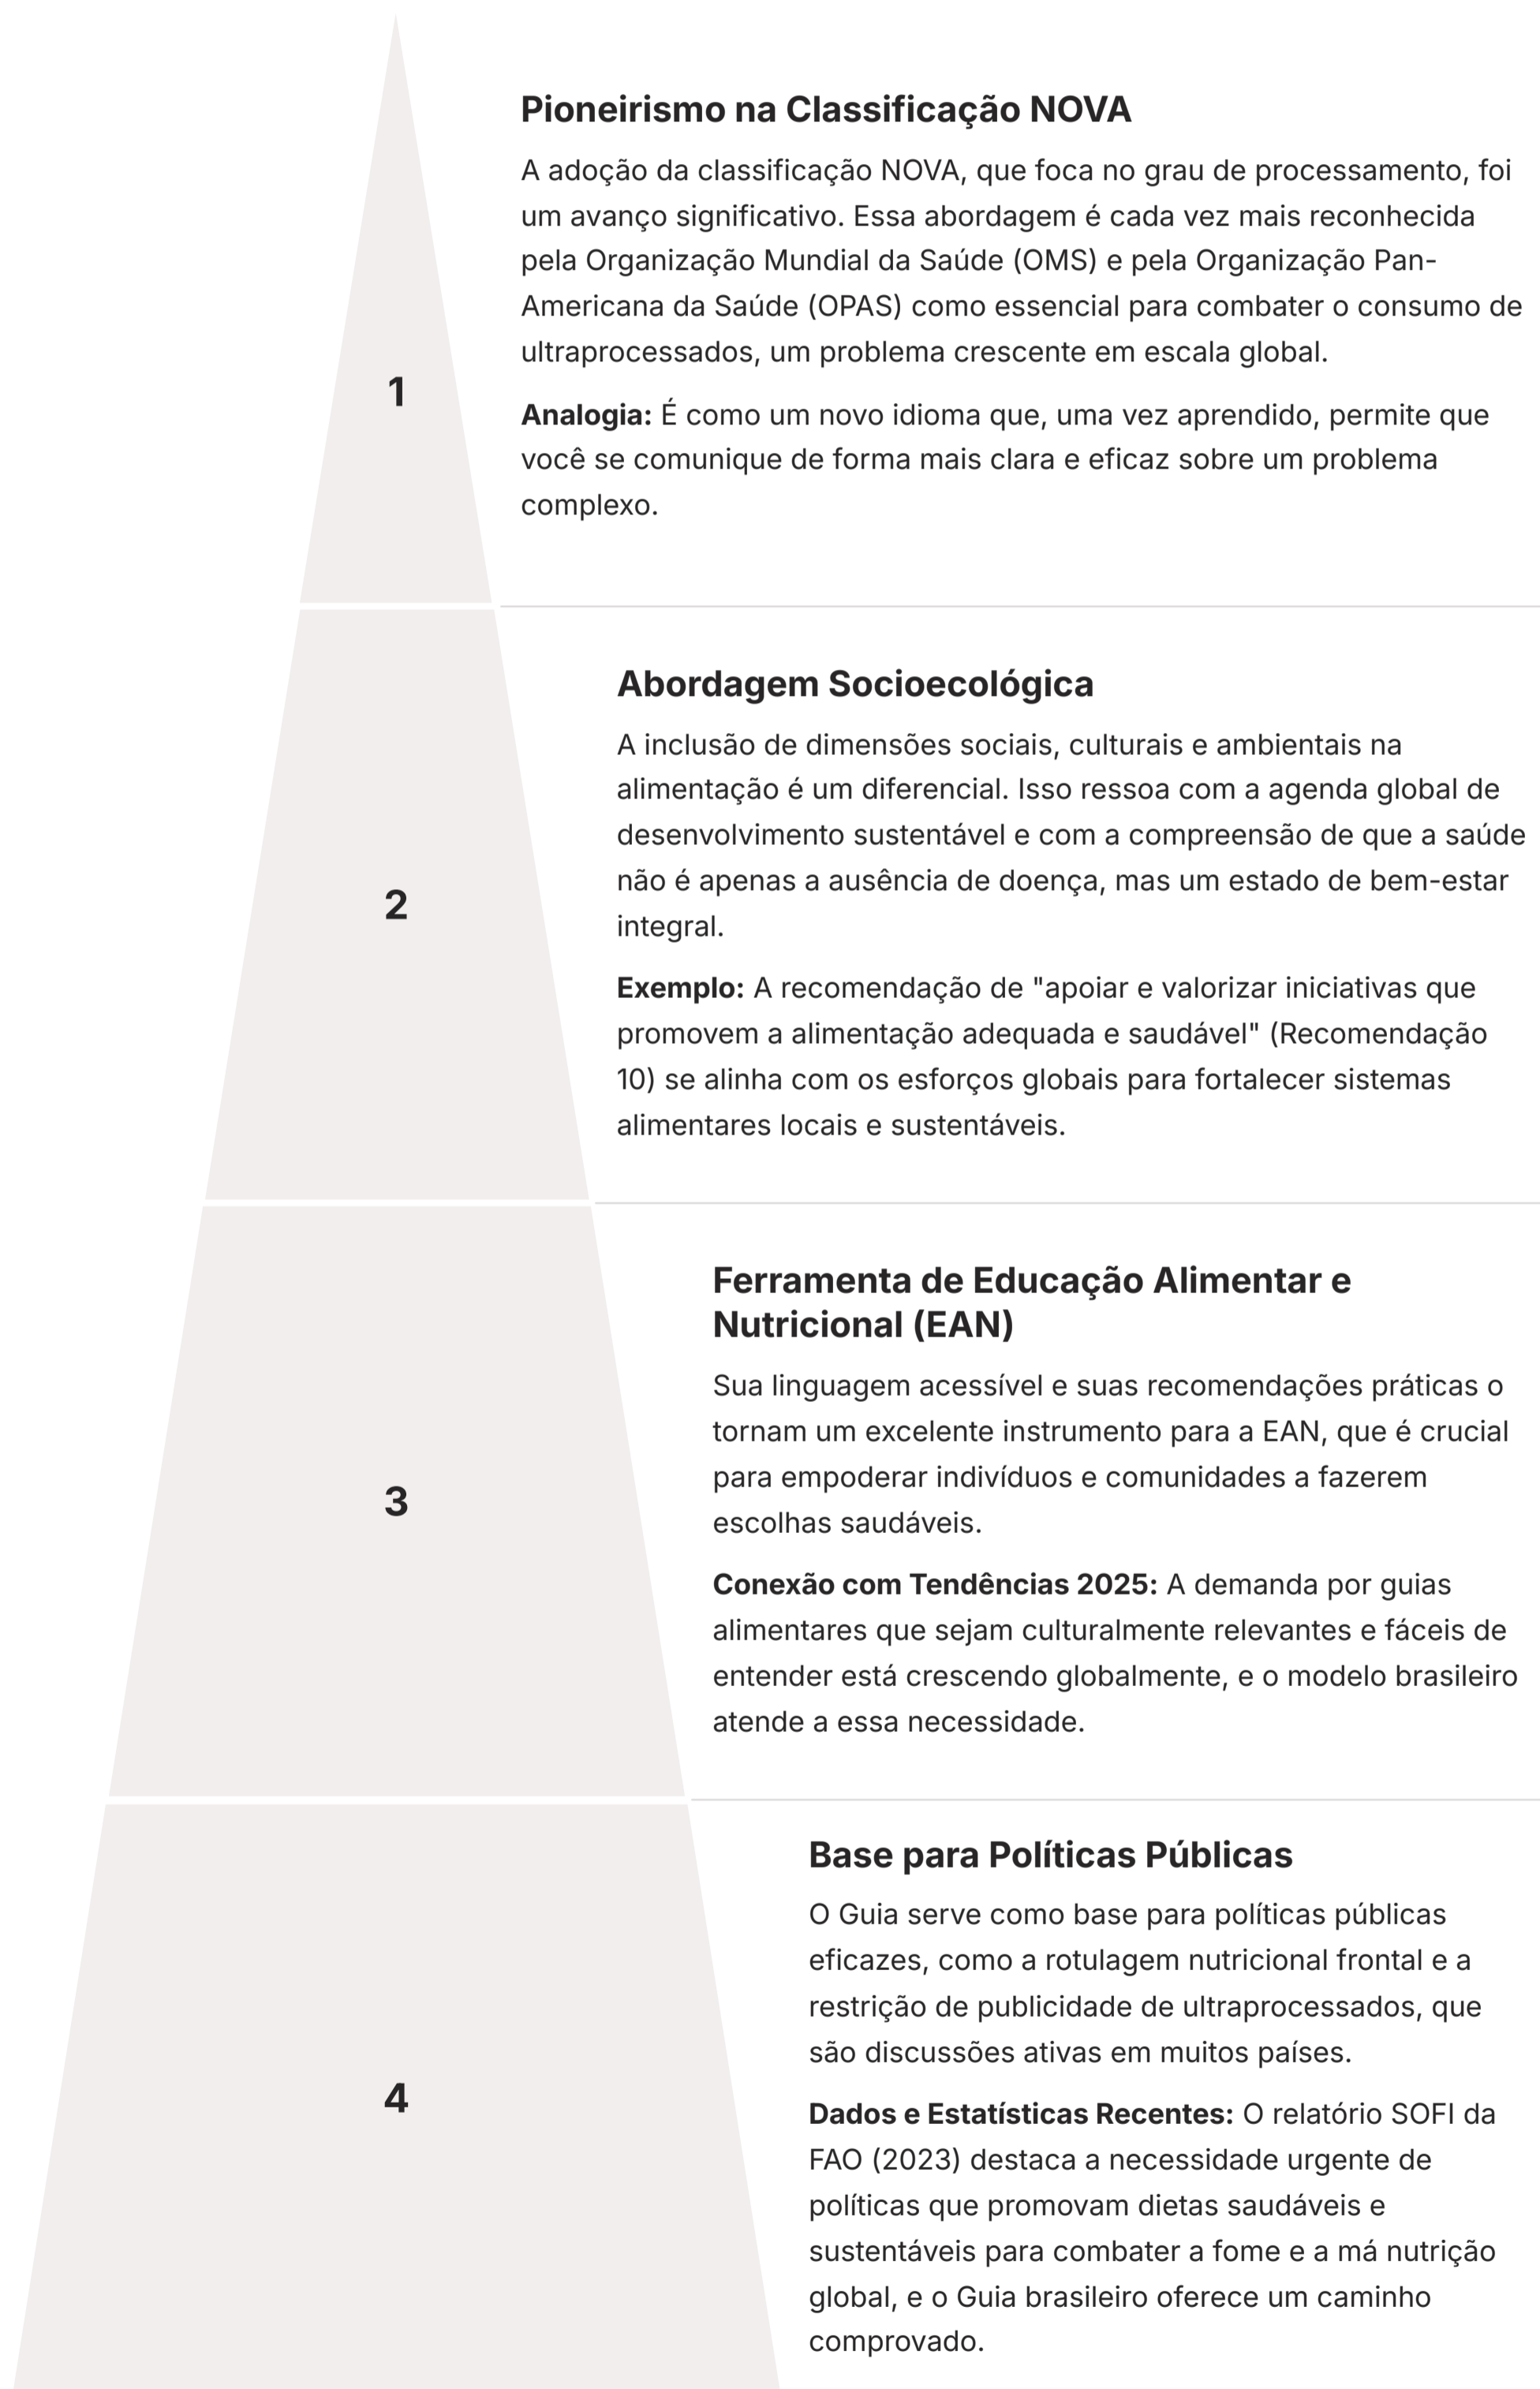 Pioneirismo na Classificação NOVA
A adoção da classificação NOVA, que foca no grau de processamento, foi
um avanço significativo. Essa abordagem é cada vez mais reconhecida
pela Organização Mundial da Saúde (OMS) e pela Organização Pan-
Americana da Saúde (OPAS) como essencial para combater o consumo de
ultraprocessados, um problema crescente em escala global.
1
Analogia: É como um novo idioma que, uma vez aprendido, permite que
você se comunique de forma mais clara e eficaz sobre um problema
complexo.
Abordagem Socioecológica
A inclusão de dimensões sociais, culturais e ambientais na
alimentação é um diferencial. Isso ressoa com a agenda global de
desenvolvimento sustentável e com a compreensão de que a saúde
não é apenas a ausência de doença, mas um estado de bem-estar
integral.
2
Exemplo: A recomendação de "apoiar e valorizar iniciativas que
promovem a alimentação adequada e saudável" (Recomendação
10) se alinha com os esforços globais para fortalecer sistemas
alimentares locais e sustentáveis.
Ferramenta de Educação Alimentar e
Nutricional (EAN)
Sua linguagem acessível e suas recomendações práticas o
tornam um excelente instrumento para a EAN, que é crucial
para empoderar indivíduos e comunidades a fazerem
escolhas saudáveis.
3
Conexão com Tendências 2025: A demanda por guias
alimentares que sejam culturalmente relevantes e fáceis de
entender está crescendo globalmente, e o modelo brasileiro
atende a essa necessidade.
Base para Políticas Públicas
O Guia serve como base para políticas públicas
eficazes, como a rotulagem nutricional frontal e a
restrição de publicidade de ultraprocessados, que
são discussões ativas em muitos países.
4
Dados e Estatísticas Recentes: O relatório SOFI da
FAO (2023) destaca a necessidade urgente de
políticas que promovam dietas saudáveis e
sustentáveis para combater a fome e a má nutrição
global, e o Guia brasileiro oferece um caminho
comprovado.